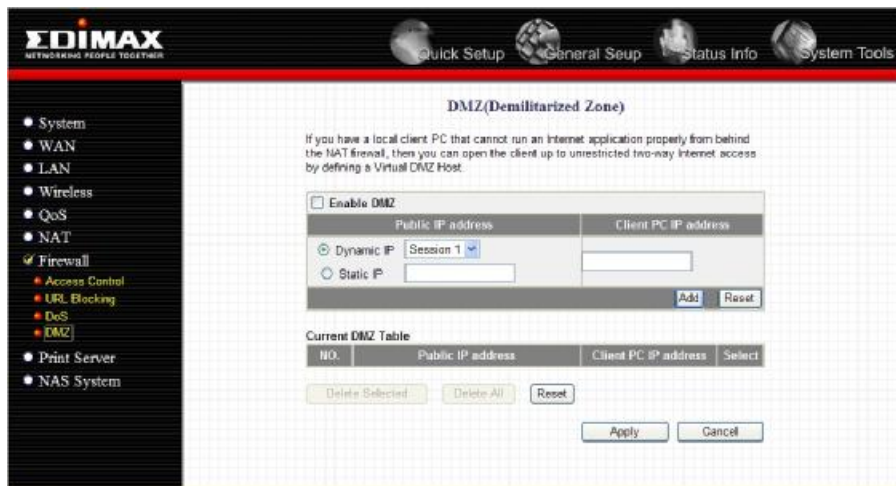 EDIMAX
NETWORKING PEOPLE TOGETHER
Quick Setup
General Seup
Status Info
System Tools
System
WAN
LAN
Wireless
QoS
NAT
Firewall
Access Control
URL Blocking
DoS
DMZ
Print Server
NAS System
DMZ(Demilitarized Zone)
If you have a local client PC that cannot run an Internet application properly from behind
the NAT firewall, then you can open the client up to unrestricted two-way Internet access
by defining a Virtual DMZ Host.
Enable DMZ
Public IP address Client PC IP address
Dynamic IP Session 1
Static IP
Add Reset
Current DMZ Table
NO. Public IP address Client PC IP address Select
Delete Selected Delete All Reset
Apply Cancel